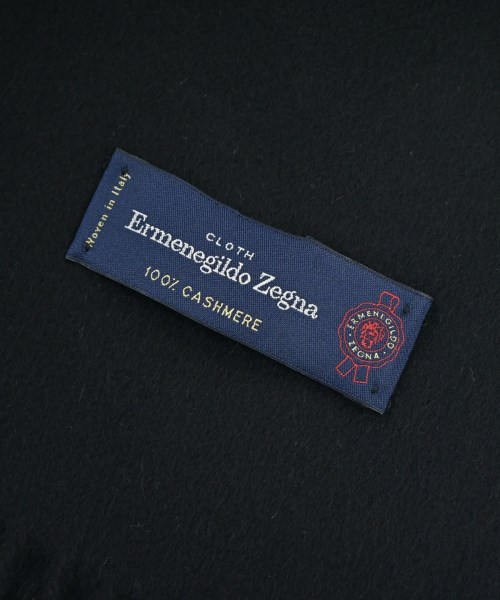 Woven in Italy
CLOTH
Ermenegildo Zegna
100% CASHMERE
ERMENEGILDO
ZEGNA